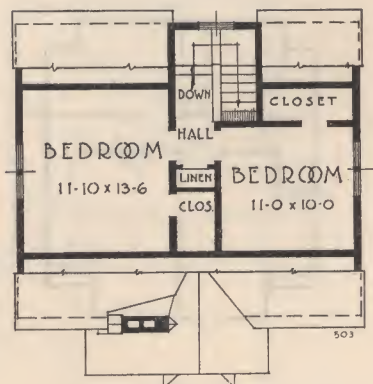 DOWN
CLOSET
HALL
BEDROOM
11-10 x 13-6
LINEN
BEDROOM
11-0 x 10-0
CLOS.
503